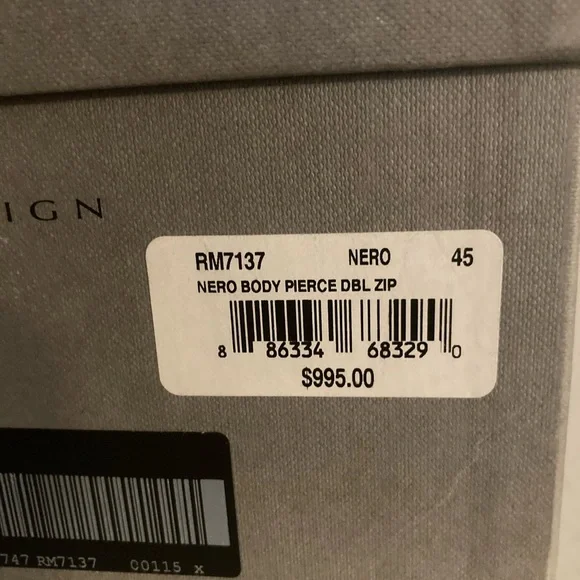 IGN
RM7137 NERO 45
NERO BODY PIERCE DBL ZIP
8 86334 68329 0
$995.00
747 RM7137 00115 x